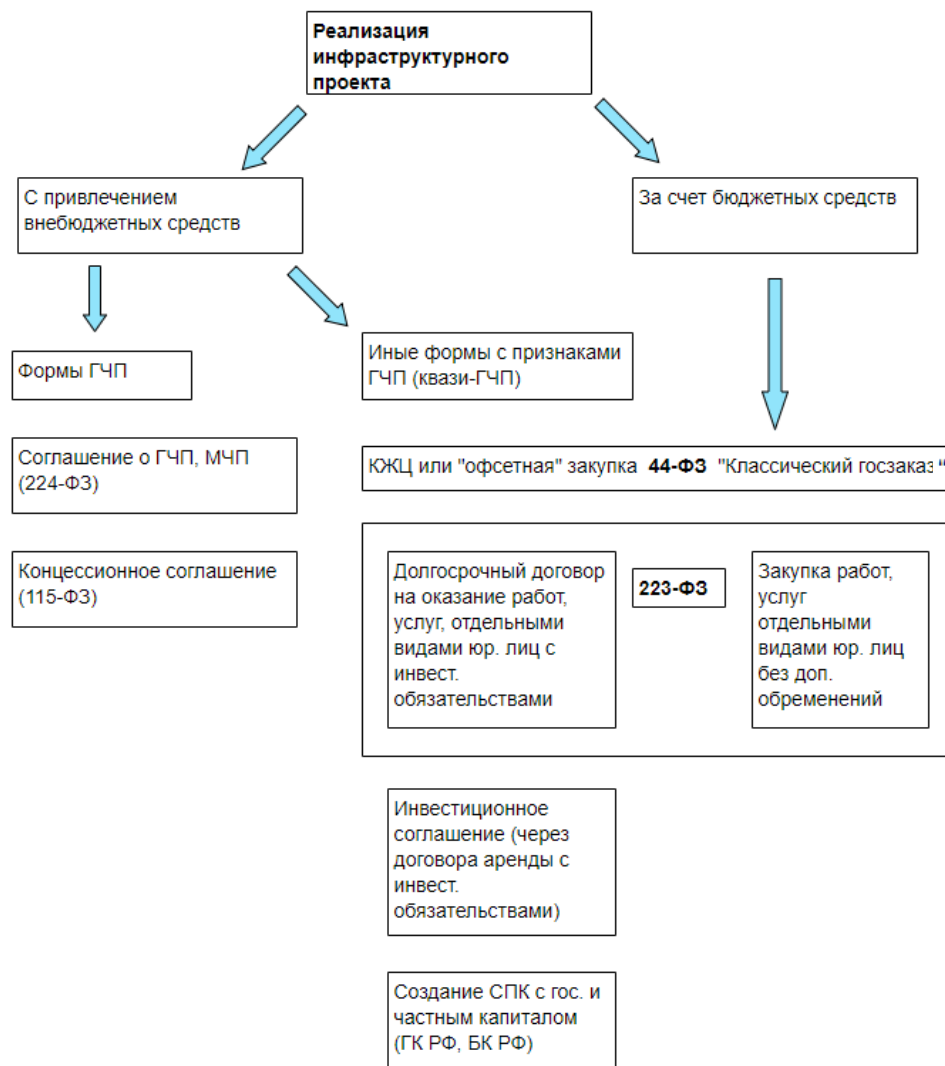 Реализация
инфраструктурного
проекта
С привлечением
внебюджетных средств
За счет бюджетных средств
Формы ГЧП
Иные формы с признаками
ГЧП (квази-ГЧП)
Соглашение о ГЧП, МЧП
(224-ФЗ)
КЖЦ или "офсетная" закупка 44-ФЗ "Классический госзаказ"
Концессионное соглашение
(115-ФЗ)
Долгосрочный договор
на оказание работ,
услуг, отдельными
видами юр. лиц с
инвест.
обязательствами
223-ФЗ
Закупка работ,
услуг
отдельными
видами юр. лиц
без доп.
обременений
Инвестиционное
соглашение (через
договора аренды с
инвест.
обязательствами)
Создание СПК с гос. и
частным капиталом
(ГК РФ, БК РФ)